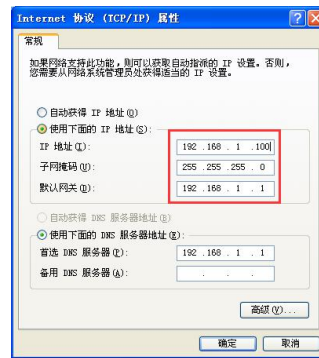 Internet 协议 (TCP/IP) 属性
常规
如果网络支持此功能，则可以获取自动指派的 IP 设置。否则，
您需要从网络系统管理员处获得适当的 IP 设置。
自动获得 IP 地址(O)
使用下面的 IP 地址(S):
IP 地址(I): 192 .168 . 1 .100
子网掩码(U): 255 .255 .255 . 0
默认网关(D): 192 .168 . 1 . 1
自动获得 DNS 服务器地址(B)
使用下面的 DNS 服务器地址(E):
首选 DNS 服务器(P): 192 .168 . 1 . 1
备用 DNS 服务器(A): . . .
高级(V)...
确定 取消